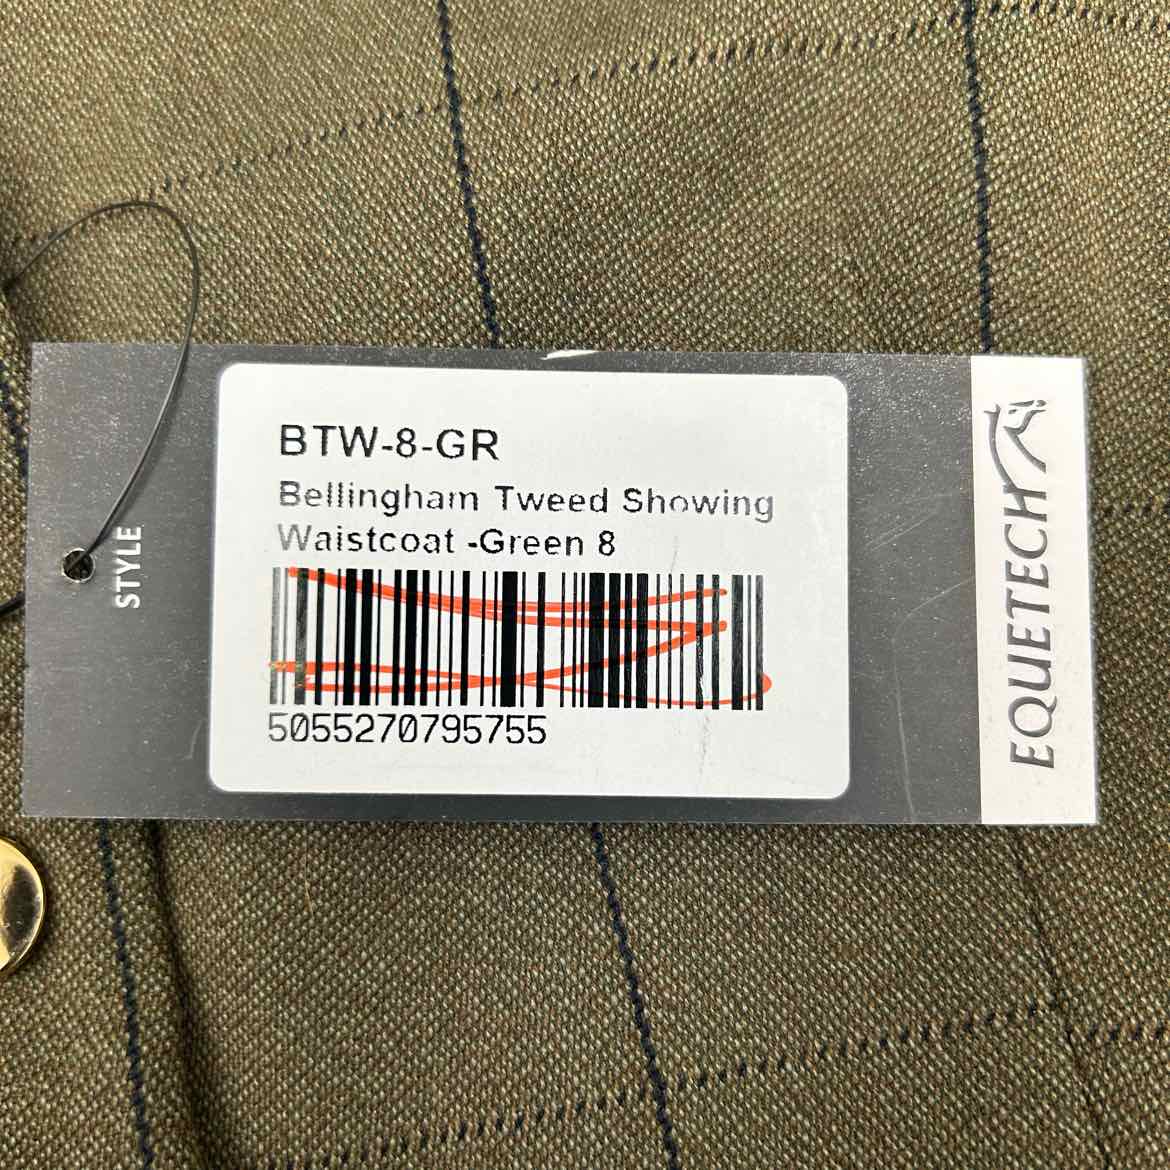 STYLE
BTW-8-GR
Bellingham Tweed Showing
Waistcoat -Green 8
5055270795755
EQUETECH